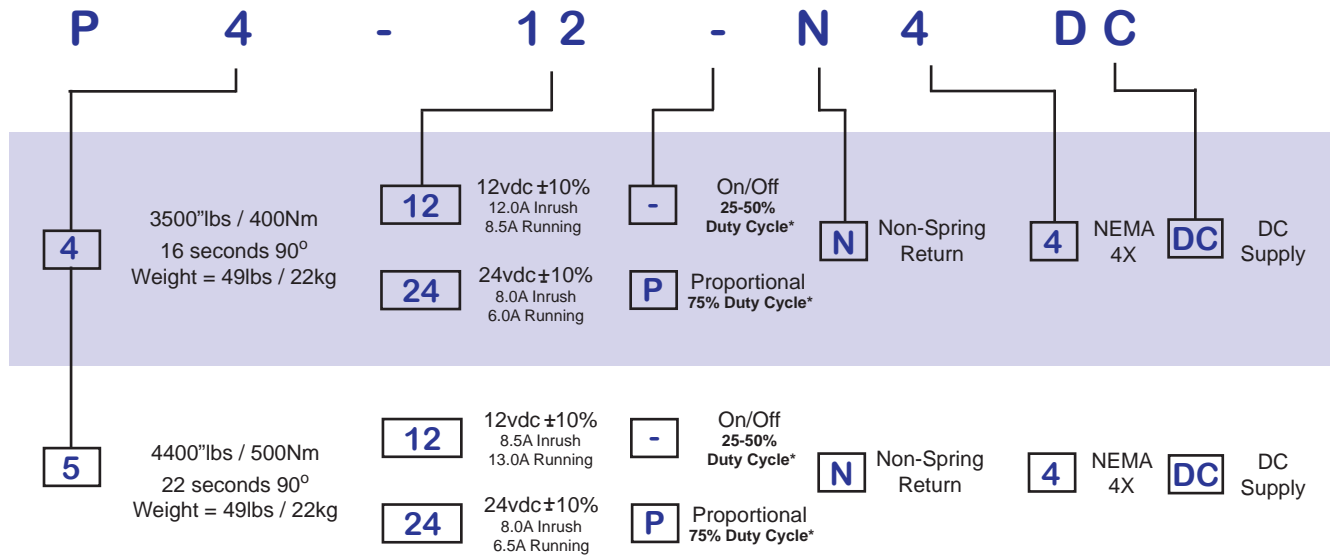 P 4 - 12 - N 4 DC
4
3500"lbs / 400Nm
16 seconds 90°
Weight = 49lbs / 22kg
12
12vdc ±10%
12.0A Inrush
8.5A Running
24
24vdc ±10%
8.0A Inrush
6.0A Running
-
On/Off
25-50%
Duty Cycle*
P
Proportional
75% Duty Cycle*
N
Non-Spring
Return
4
NEMA
4X
DC
DC
Supply
5
4400"lbs / 500Nm
22 seconds 90°
Weight = 49lbs / 22kg
12
12vdc ±10%
8.5A Inrush
13.0A Running
24
24vdc ±10%
8.0A Inrush
6.5A Running
-
On/Off
25-50%
Duty Cycle*
P
Proportional
75% Duty Cycle*
N
Non-Spring
Return
4
NEMA
4X
DC
DC
Supply